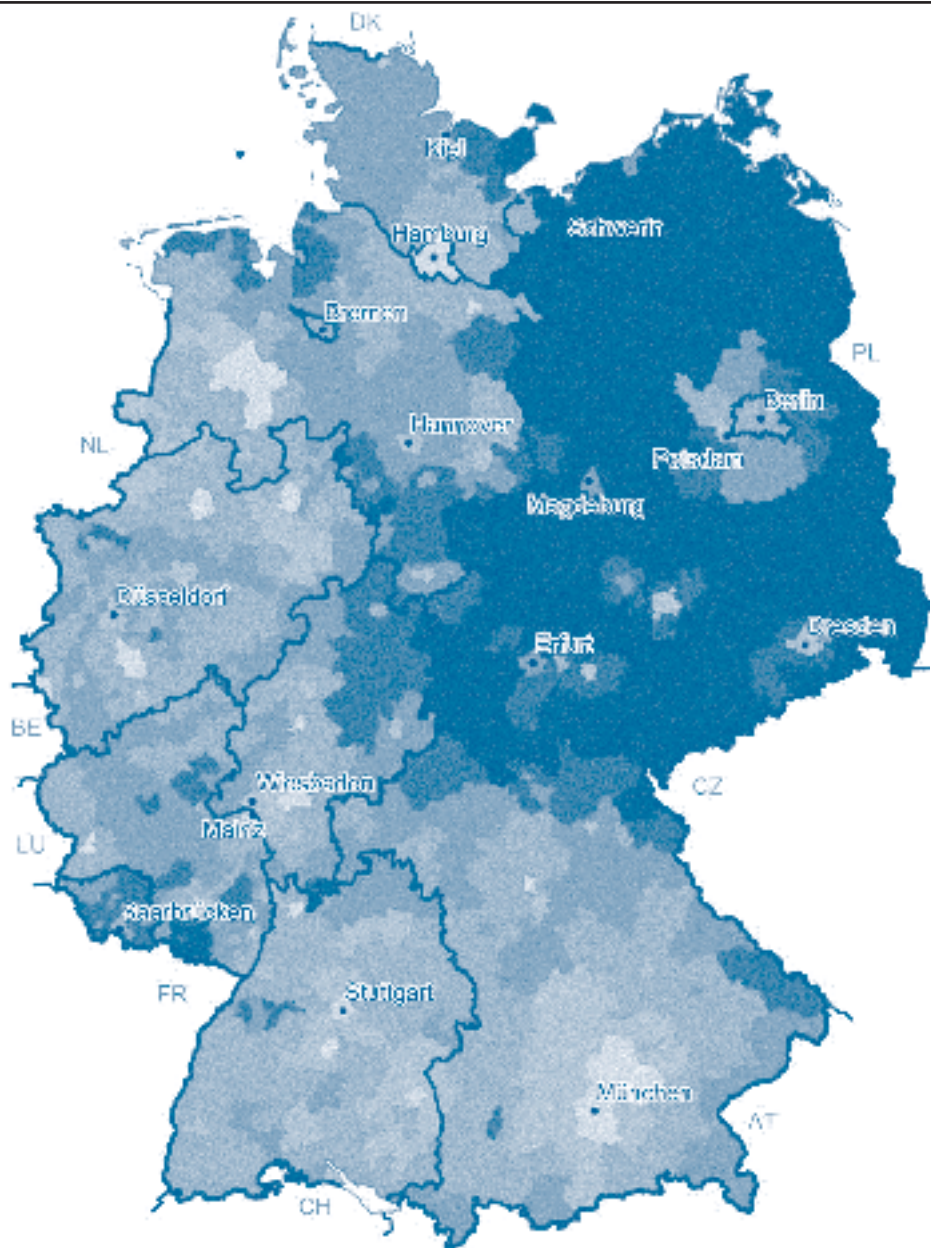 DK
Kiel
Schwerin
Hamburg
Bremen
PL
Berlin
Hannover
NL
Potsdam
Magdeburg
Düsseldorf
Dresden
Erfurt
BE
Wiesbaden
CZ
Mainz
LU
Saarbrücken
FR
Stuttgart
München
AT
CH